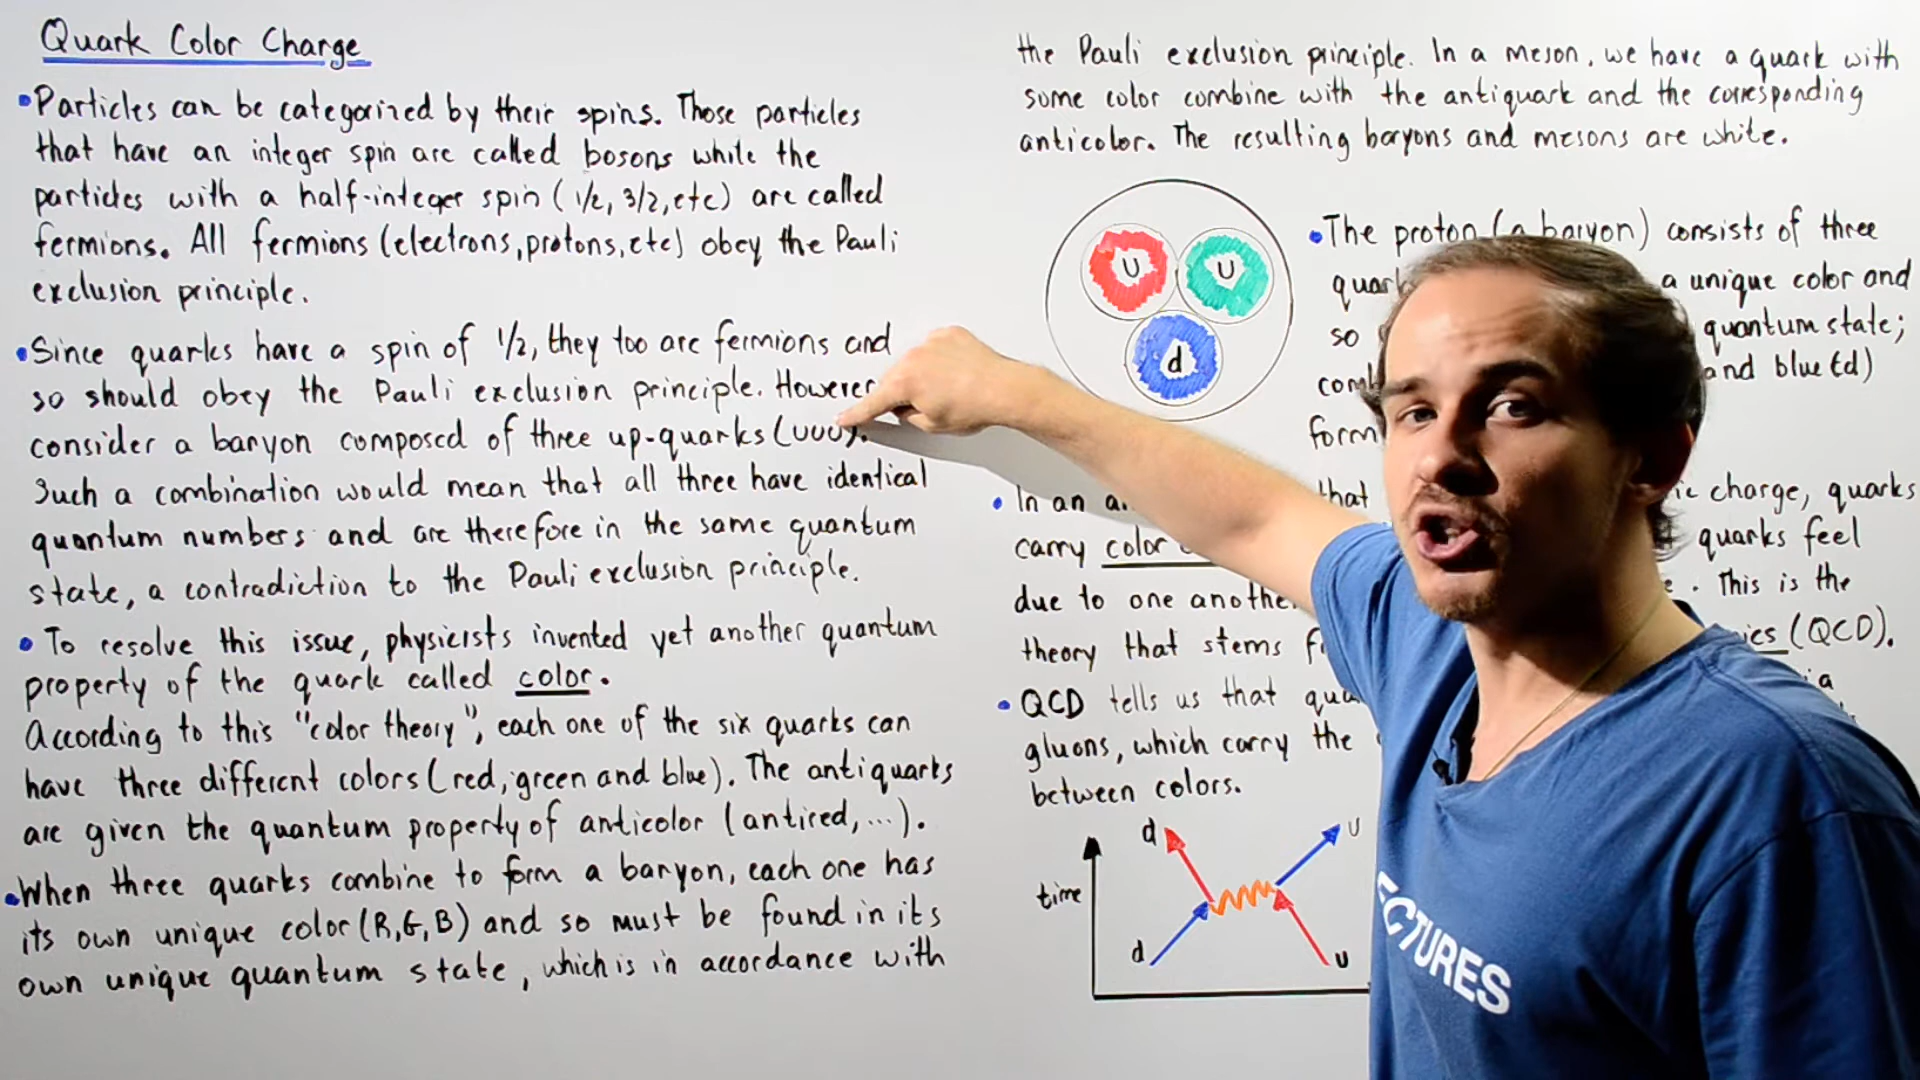 Quark Color Charge
•Particles can be categorized by their spins. Those particles
that have an integer spin are called bosons while the
particles with a half-integer spin (1/2, 3/2, etc) are called
fermions. All fermions (electrons, protons, etc) obey the Pauli
exclusion principle.
•Since quarks have a spin of 1/2, they too are fermions and
so should obey the Pauli exclusion principle. However
consider a baryon composed of three up-quarks (UUU).
Such a combination would mean that all three have identical
quantum numbers and are therefore in the same quantum
state, a contradiction to the Pauli exclusion principle.
• To resolve this issue, physicists invented yet another quantum
property of the quark called color.
According to this "color theory", each one of the six quarks can
have three different colors (red, green and blue). The antiquarks
are given the quantum property of anticolor (antired, ...).
•When three quarks combine to form a baryon, each one has
its own unique color (R,G,B) and so must be found in its
own unique quantum state, which is in accordance with
the Pauli exclusion principle. In a meson, we have a quark with
some color combine with the antiquark and the corresponding
anticolor. The resulting baryons and mesons are white.
U U
d
•The proton (a baryon) consists of three
a unique color and
so quantum state;
and blue (d)
form
• In an that charge, quarks
carry color quarks feel
due to one another . This is the
theory that stems (QCD).
• QCD tells us that
gluons, which carry the
between colors.
d U
time
d U
ECTURES